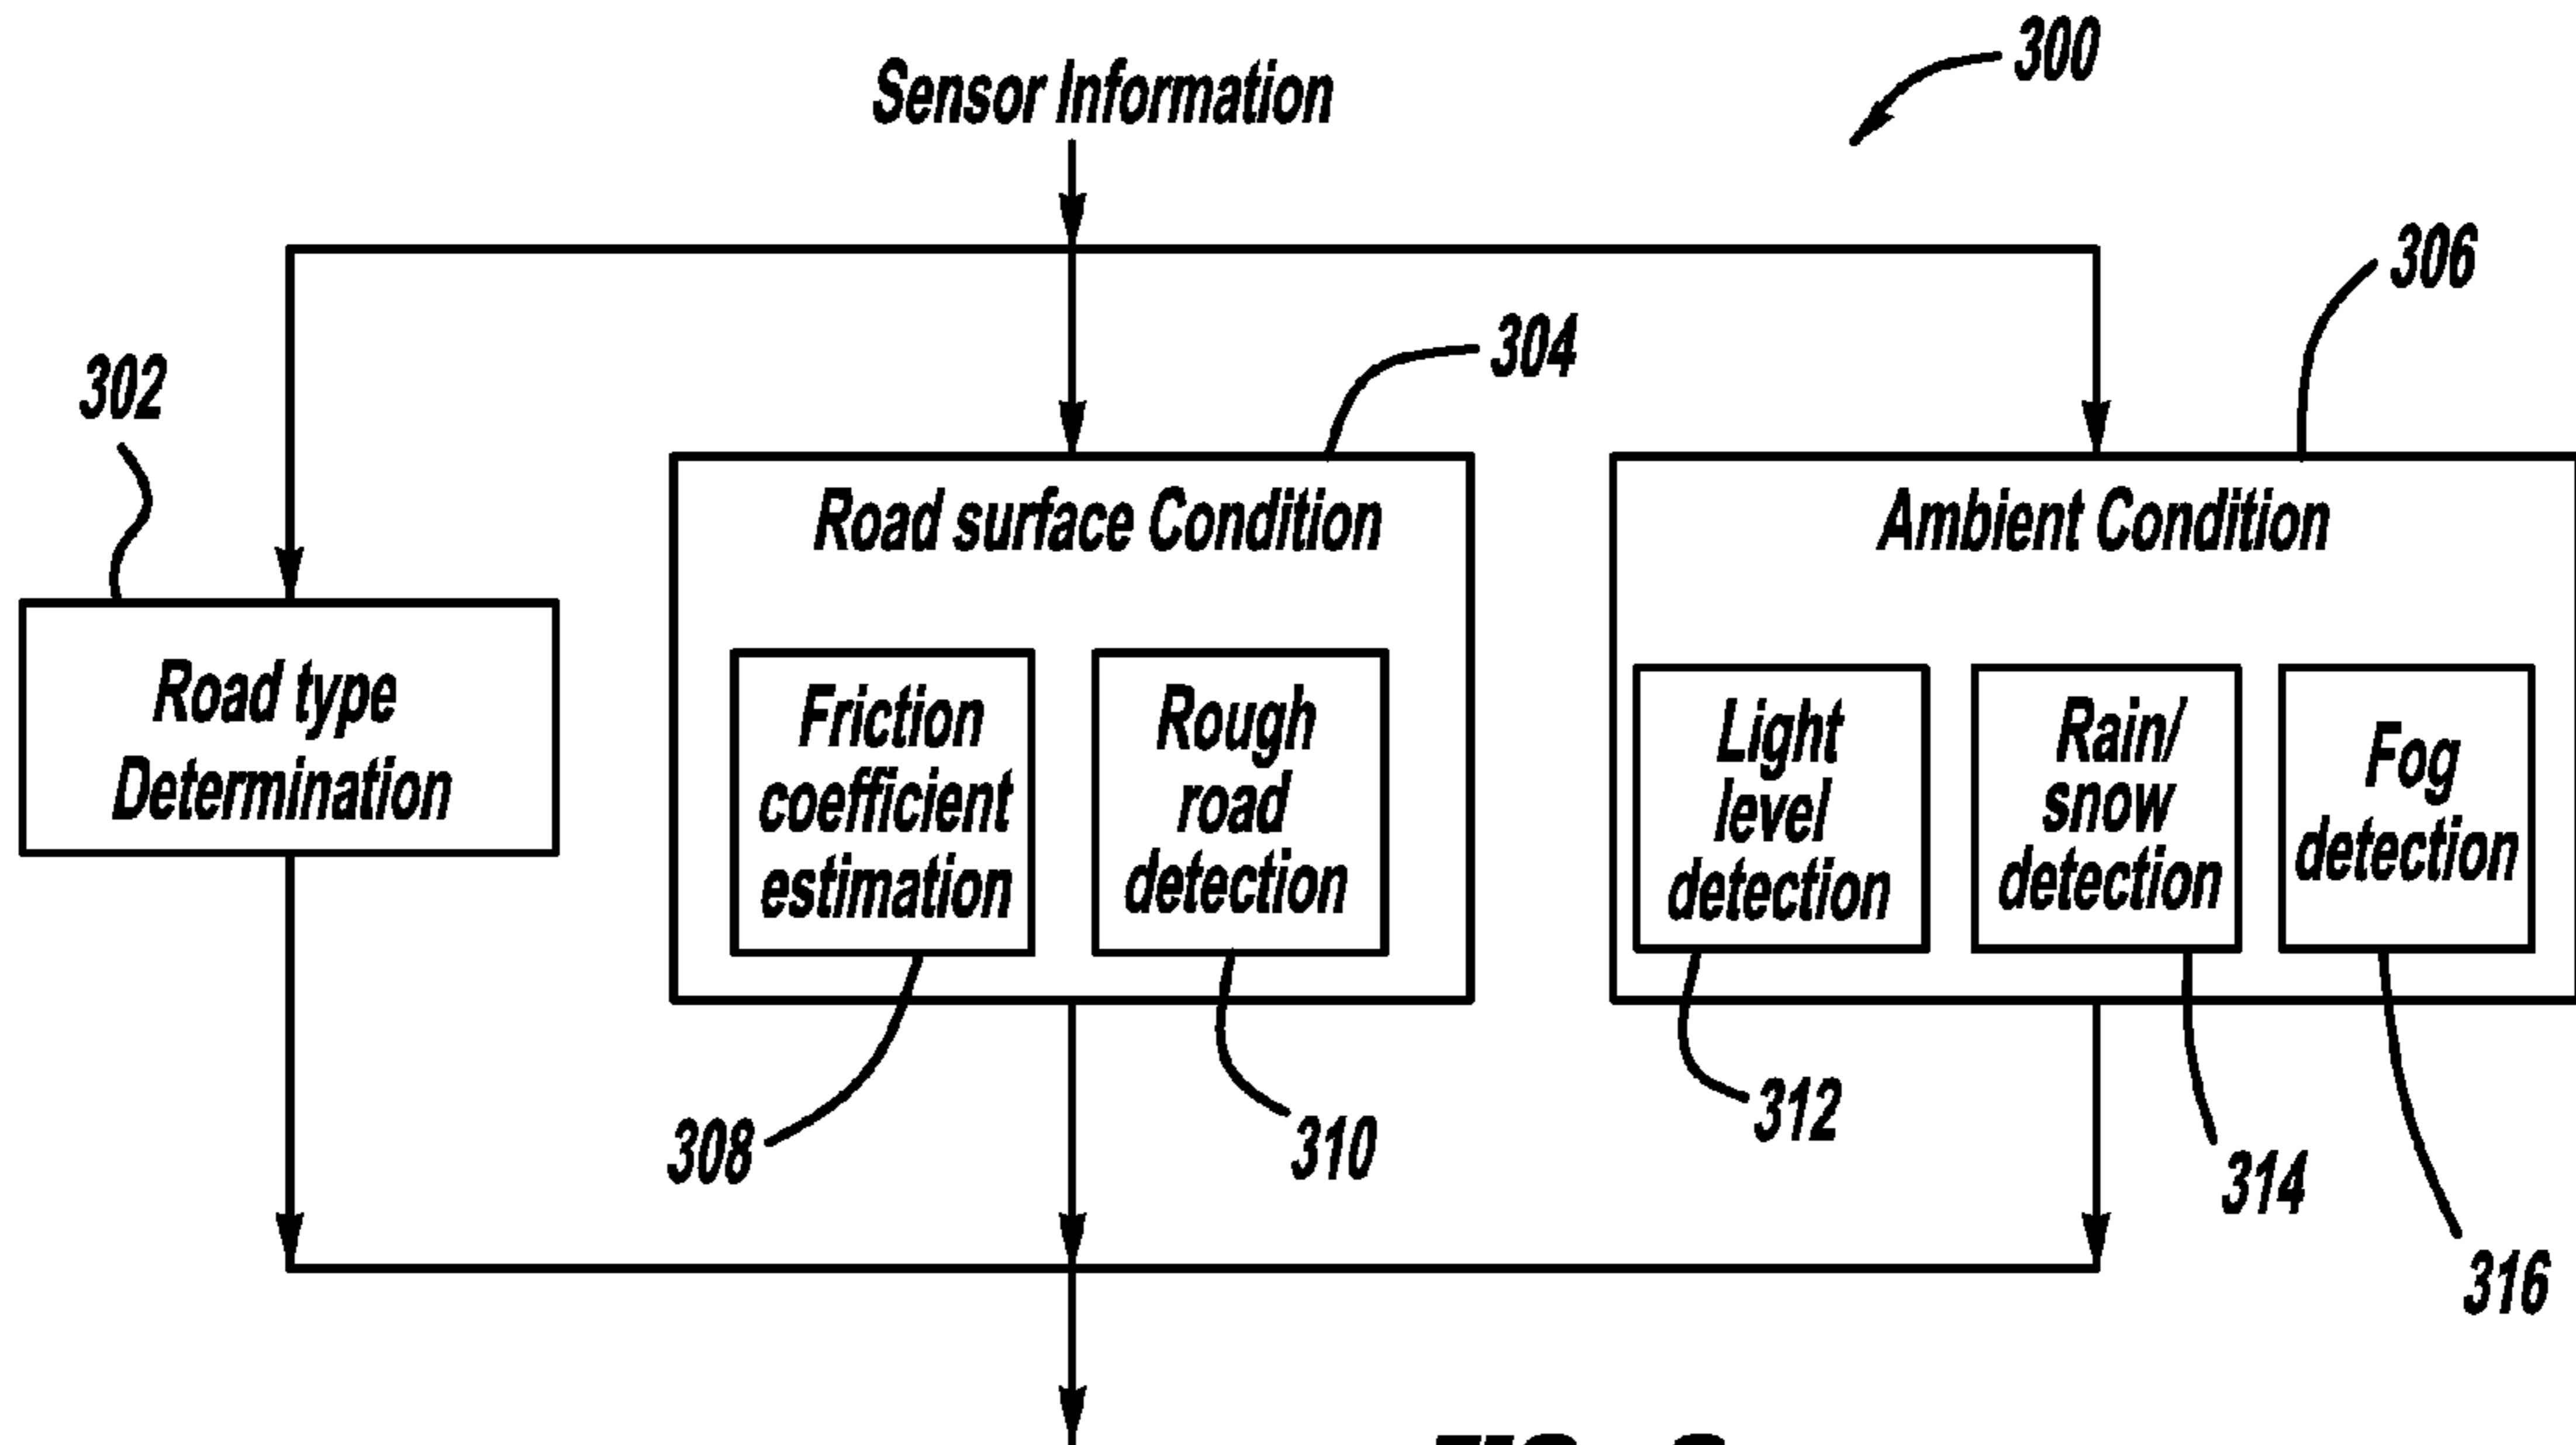 300
Sensor Information
306
304
302
Road surface Condition
Ambient Condition
Road type
Determination
Friction
coefficient
estimation
Rough
road
detection
Light
level
detection
Rain/
snow
detection
Fog
detection
308
310
312
314
316